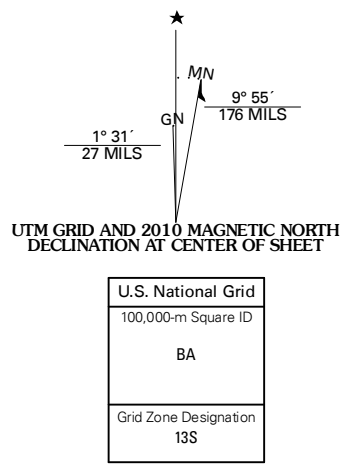 MN
GN
9° 55´
176 MILS
1° 31´
27 MILS
UTM GRID AND 2010 MAGNETIC NORTH
DECLINATION AT CENTER OF SHEET
U.S. National Grid
100,000-m Square ID
BA
Grid Zone Designation
13S